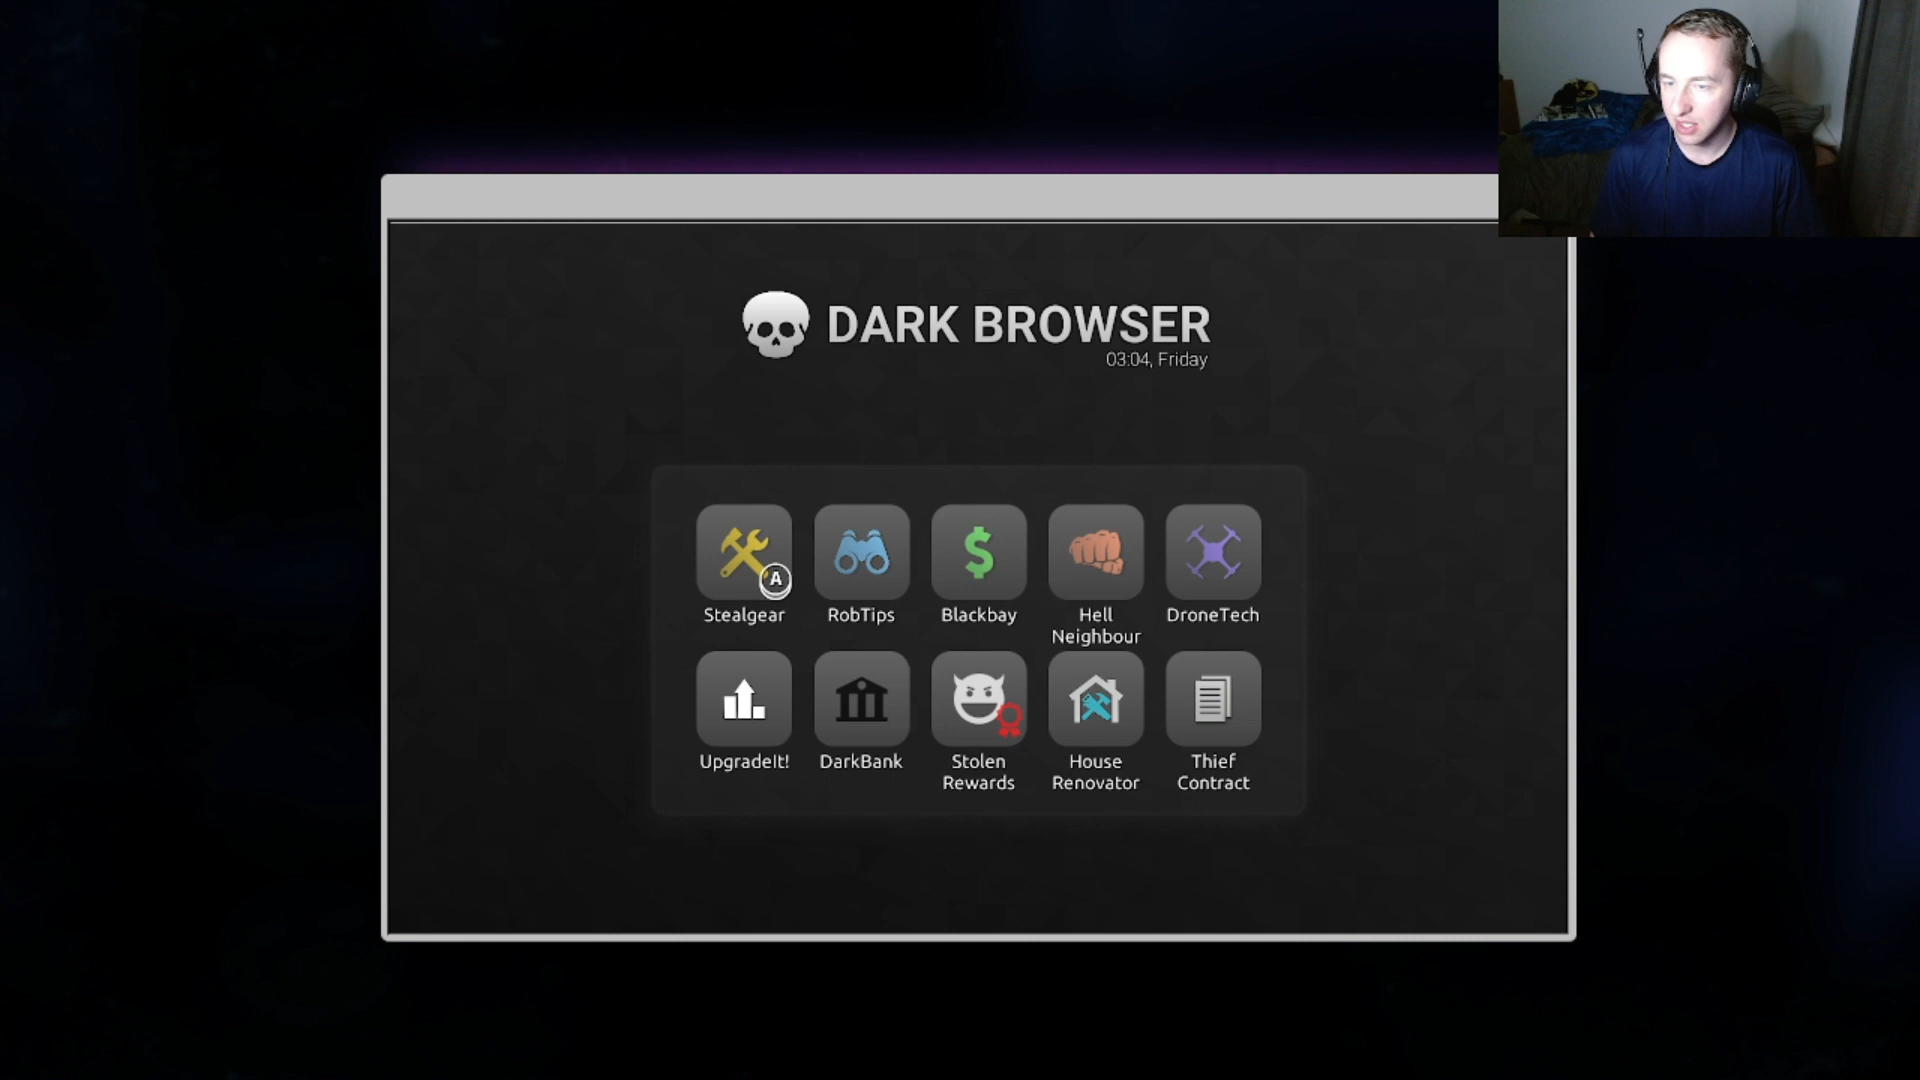 DARK BROWSER
03:04, Friday
A
Stealgear
RobTips
Blackbay
Hell
Neighbour
DroneTech
UpgradeIt!
DarkBank
Stolen
Rewards
House
Renovator
Thief
Contract